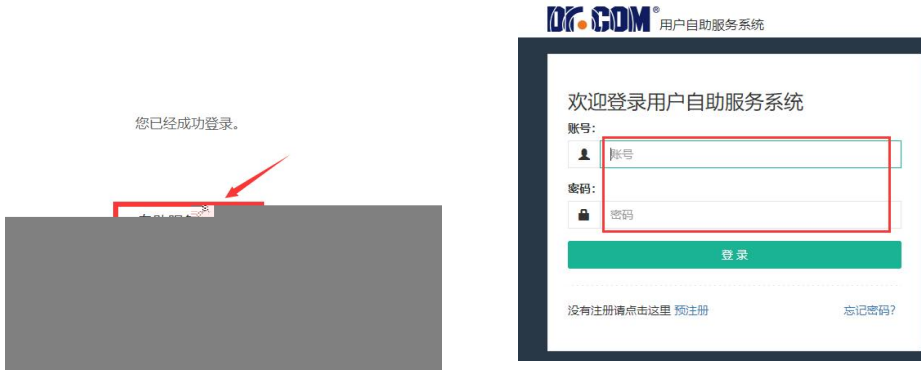 您已经成功登录。
Dr.COM® 用户自助服务系统
欢迎登录用户自助服务系统
账号:
账号
密码:
密码
登 录
没有注册请点击这里 预注册 忘记密码?